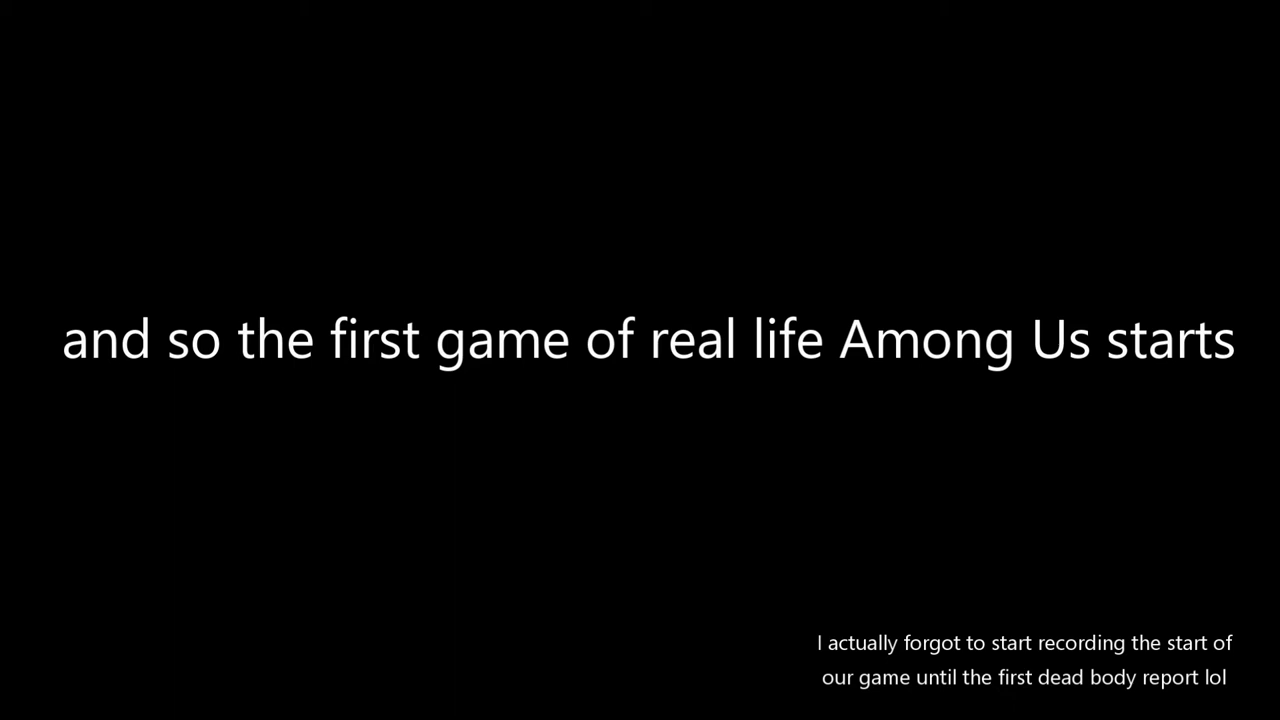 and so the first game of real life Among Us starts
I actually forgot to start recording the start of
our game until the first dead body report lol